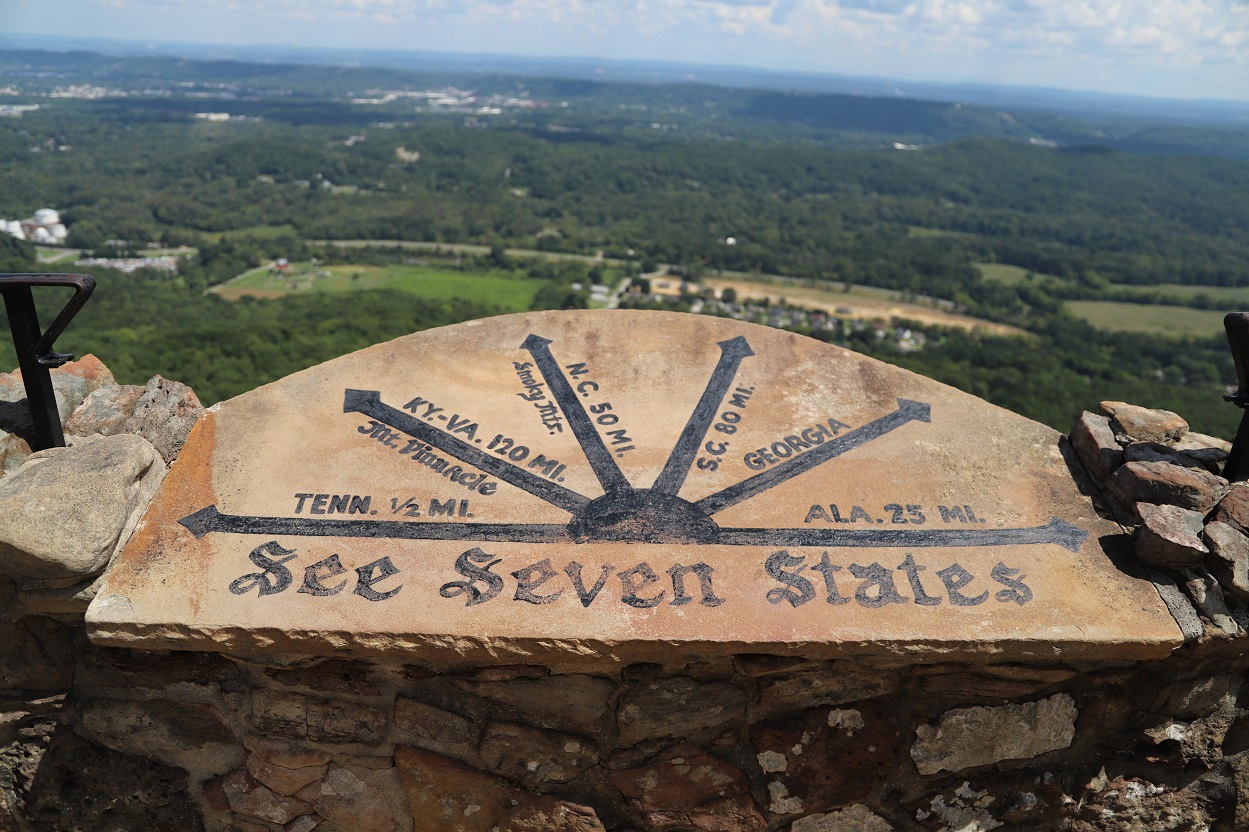 TENN. 1/2 MI.
KY.-VA. 120 MI.
Mt Pinnacle
N. C. 50 MI.
Smoky Mts.
S. C. 80 MI.
GEORGIA
ALA. 25 MI.
See Seven States